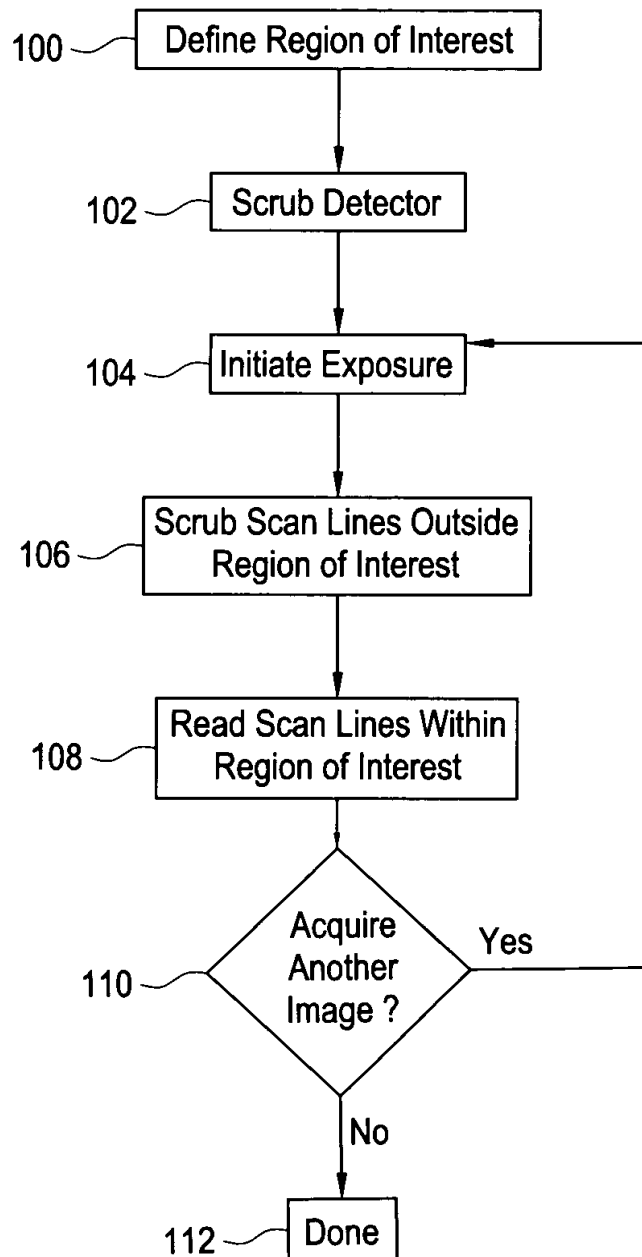 100
Define Region of Interest
102
Scrub Detector
104
Initiate Exposure
106
Scrub Scan Lines Outside
Region of Interest
108
Read Scan Lines Within
Region of Interest
110
Acquire
Another
Image ?
Yes
No
112
Done